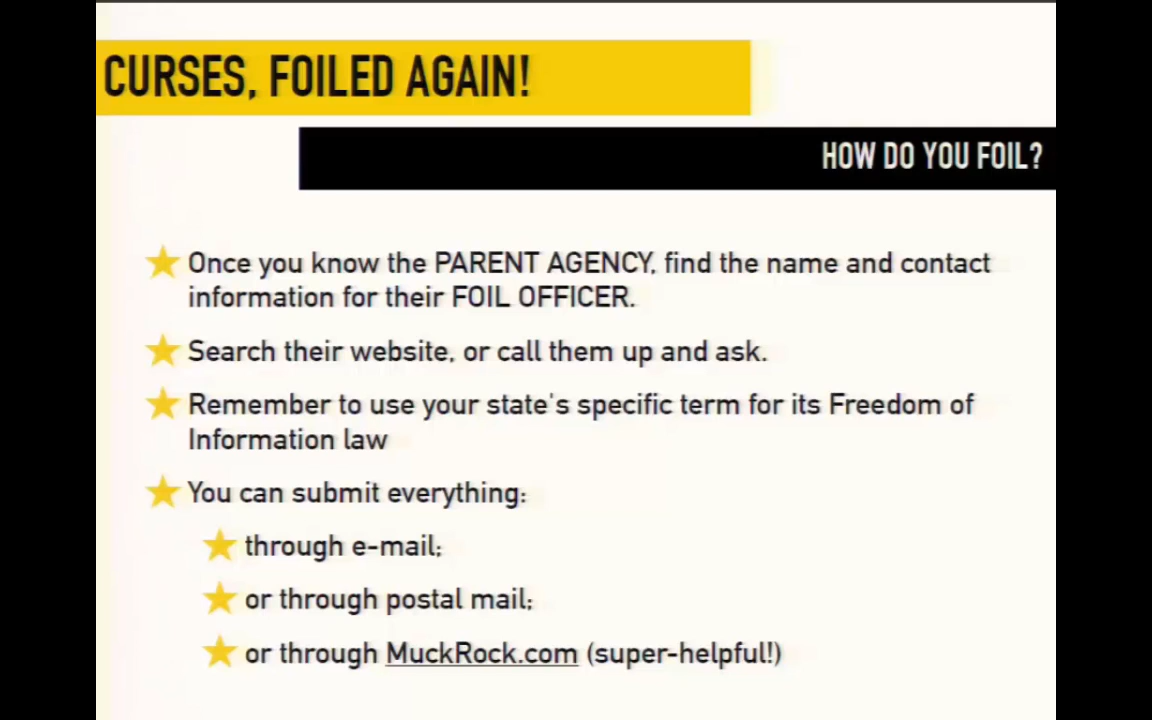 CURSES, FOILED AGAIN!
HOW DO YOU FOIL?
Once you know the PARENT AGENCY, find the name and contact
information for their FOIL OFFICER.
Search their website, or call them up and ask.
Remember to use your state's specific term for its Freedom of
Information law
You can submit everything:
through e-mail;
or through postal mail;
or through MuckRock.com (super-helpful!)